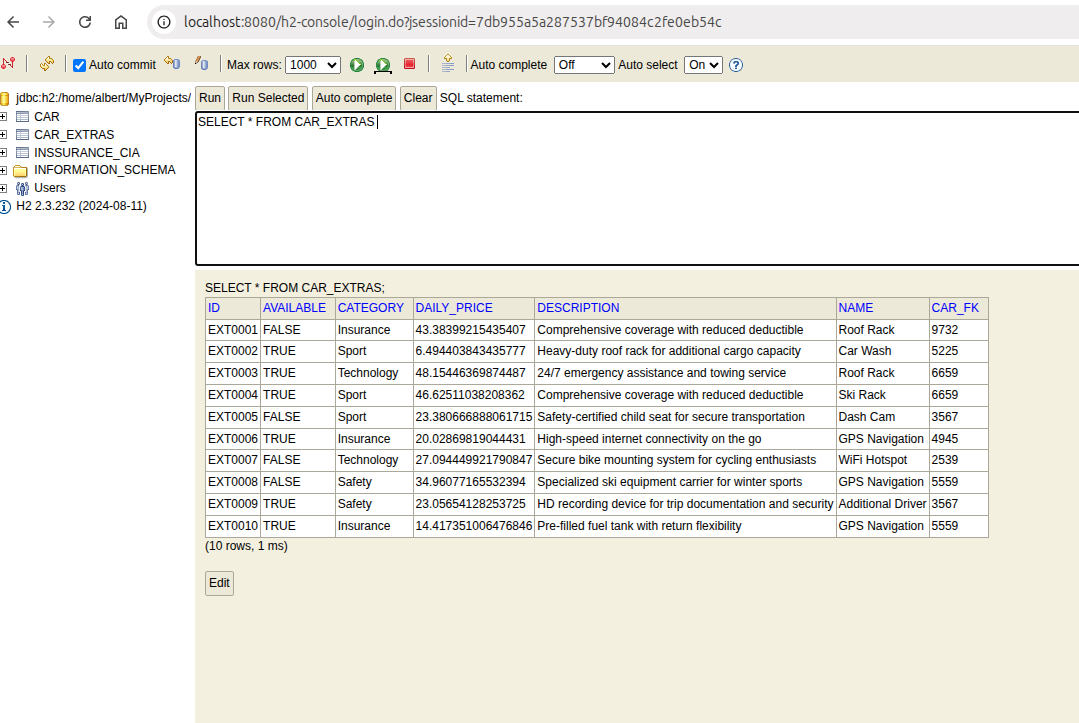 localhost:8080/h2-console/login.do?jsessionid=7db955a5a287537bf94084c2fe0eb54c
Auto commit Max rows: 1000 Auto complete Off Auto select On ?
jdbc:h2:/home/albert/MyProjects/ Run Run Selected Auto complete Clear SQL statement:
CAR
CAR_EXTRAS
INSSURANCE_CIA
INFORMATION_SCHEMA
Users
H2 2.3.232 (2024-08-11)
SELECT * FROM CAR_EXTRAS
SELECT * FROM CAR_EXTRAS;
ID AVAILABLE CATEGORY DAILY_PRICE DESCRIPTION NAME CAR_FK
EXT0001 FALSE Insurance 43.38399215435407 Comprehensive coverage with reduced deductible Roof Rack 9732
EXT0002 TRUE Sport 6.494403843435777 Heavy-duty roof rack for additional cargo capacity Car Wash 5225
EXT0003 TRUE Technology 48.15446369874487 24/7 emergency assistance and towing service Roof Rack 6659
EXT0004 TRUE Sport 46.62511038208362 Comprehensive coverage with reduced deductible Ski Rack 6659
EXT0005 FALSE Sport 23.380666888061715 Safety-certified child seat for secure transportation Dash Cam 3567
EXT0006 TRUE Insurance 20.02869819044431 High-speed internet connectivity on the go GPS Navigation 4945
EXT0007 FALSE Technology 27.094449921790847 Secure bike mounting system for cycling enthusiasts WiFi Hotspot 2539
EXT0008 FALSE Safety 34.96077165532394 Specialized ski equipment carrier for winter sports GPS Navigation 5559
EXT0009 TRUE Safety 23.05654128253725 HD recording device for trip documentation and security Additional Driver 3567
EXT0010 TRUE Insurance 14.417351006476846 Pre-filled fuel tank with return flexibility GPS Navigation 5559
(10 rows, 1 ms)
Edit